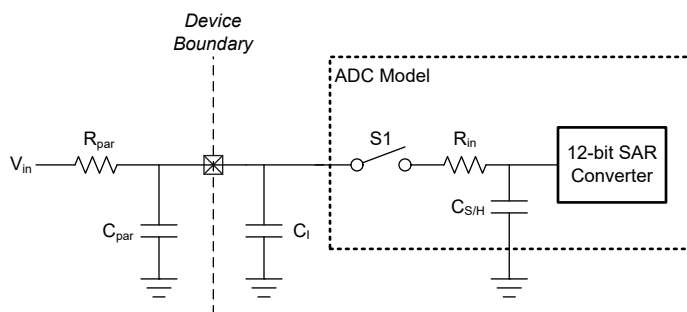 Device
Boundary
ADC Model
V_in
R_par
S1
R_in
12-bit SAR
Converter
C_par
C_I
C_S/H